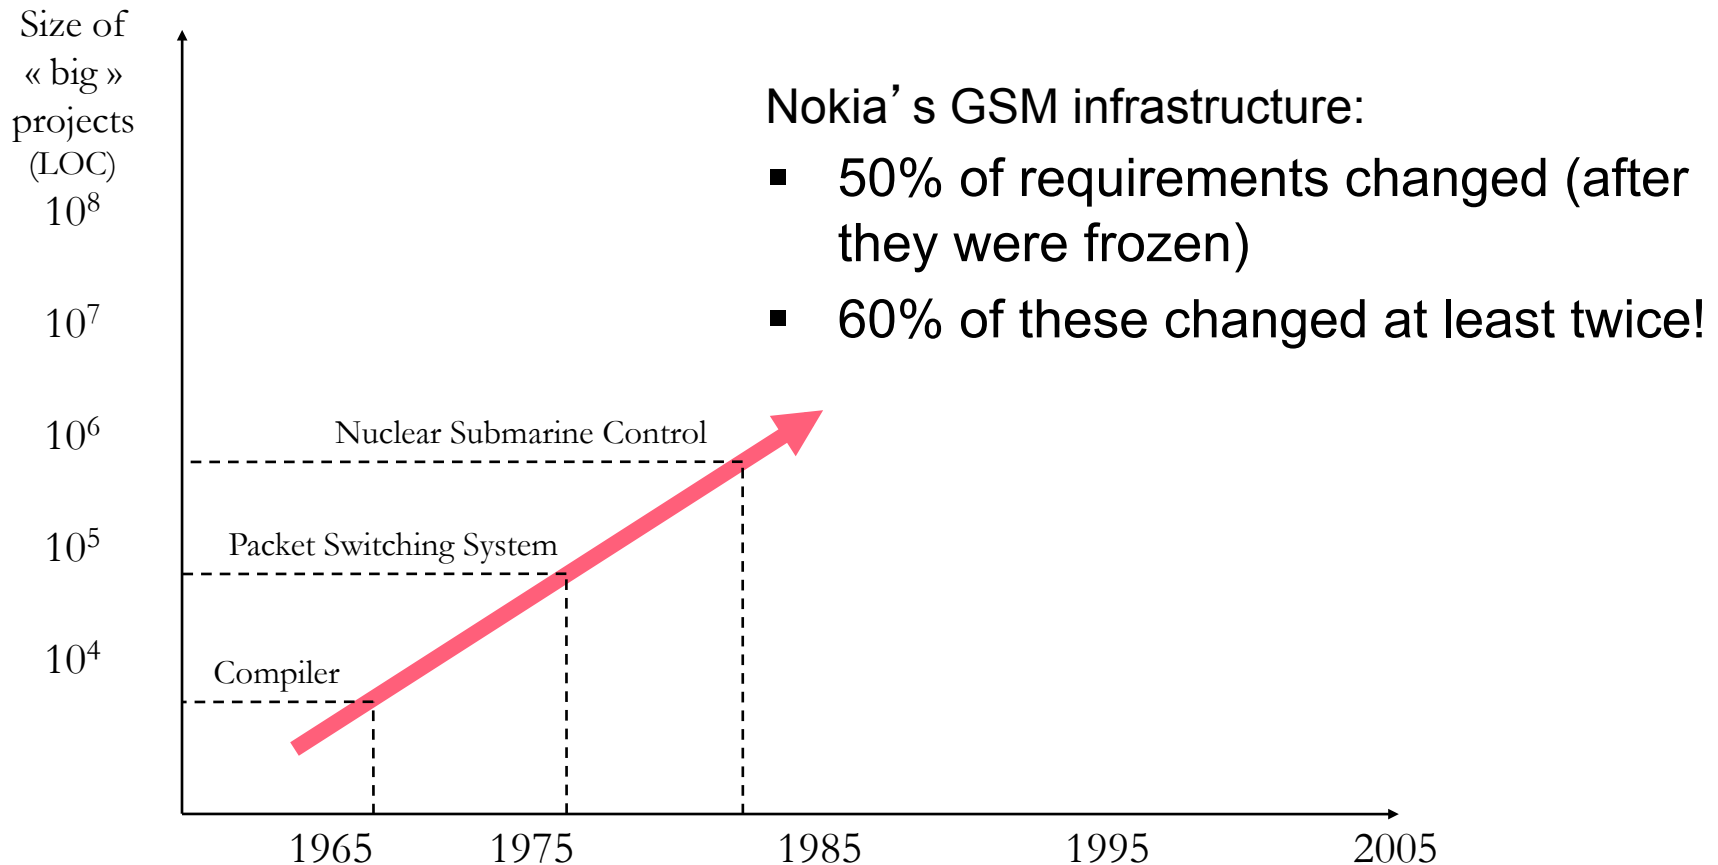 Size of
« big »
projects
(LOC)
10⁸
10⁷
10⁶
10⁵
10⁴
Nokia’s GSM infrastructure:
▪ 50% of requirements changed (after
they were frozen)
▪ 60% of these changed at least twice!
Nuclear Submarine Control
Packet Switching System
Compiler
1965 1975 1985 1995 2005